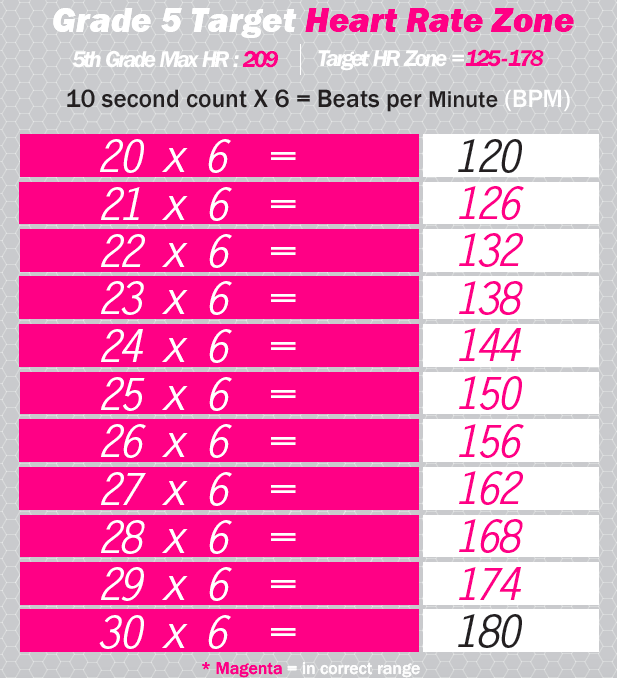 Grade 5 Target Heart Rate Zone
5th Grade Max HR : 209 Target HR Zone = 125-178
10 second count X 6 = Beats per Minute (BPM)
20 x 6 = 120
21 x 6 = 126
22 x 6 = 132
23 x 6 = 138
24 x 6 = 144
25 x 6 = 150
26 x 6 = 156
27 x 6 = 162
28 x 6 = 168
29 x 6 = 174
30 x 6 = 180
* Magenta = in correct range